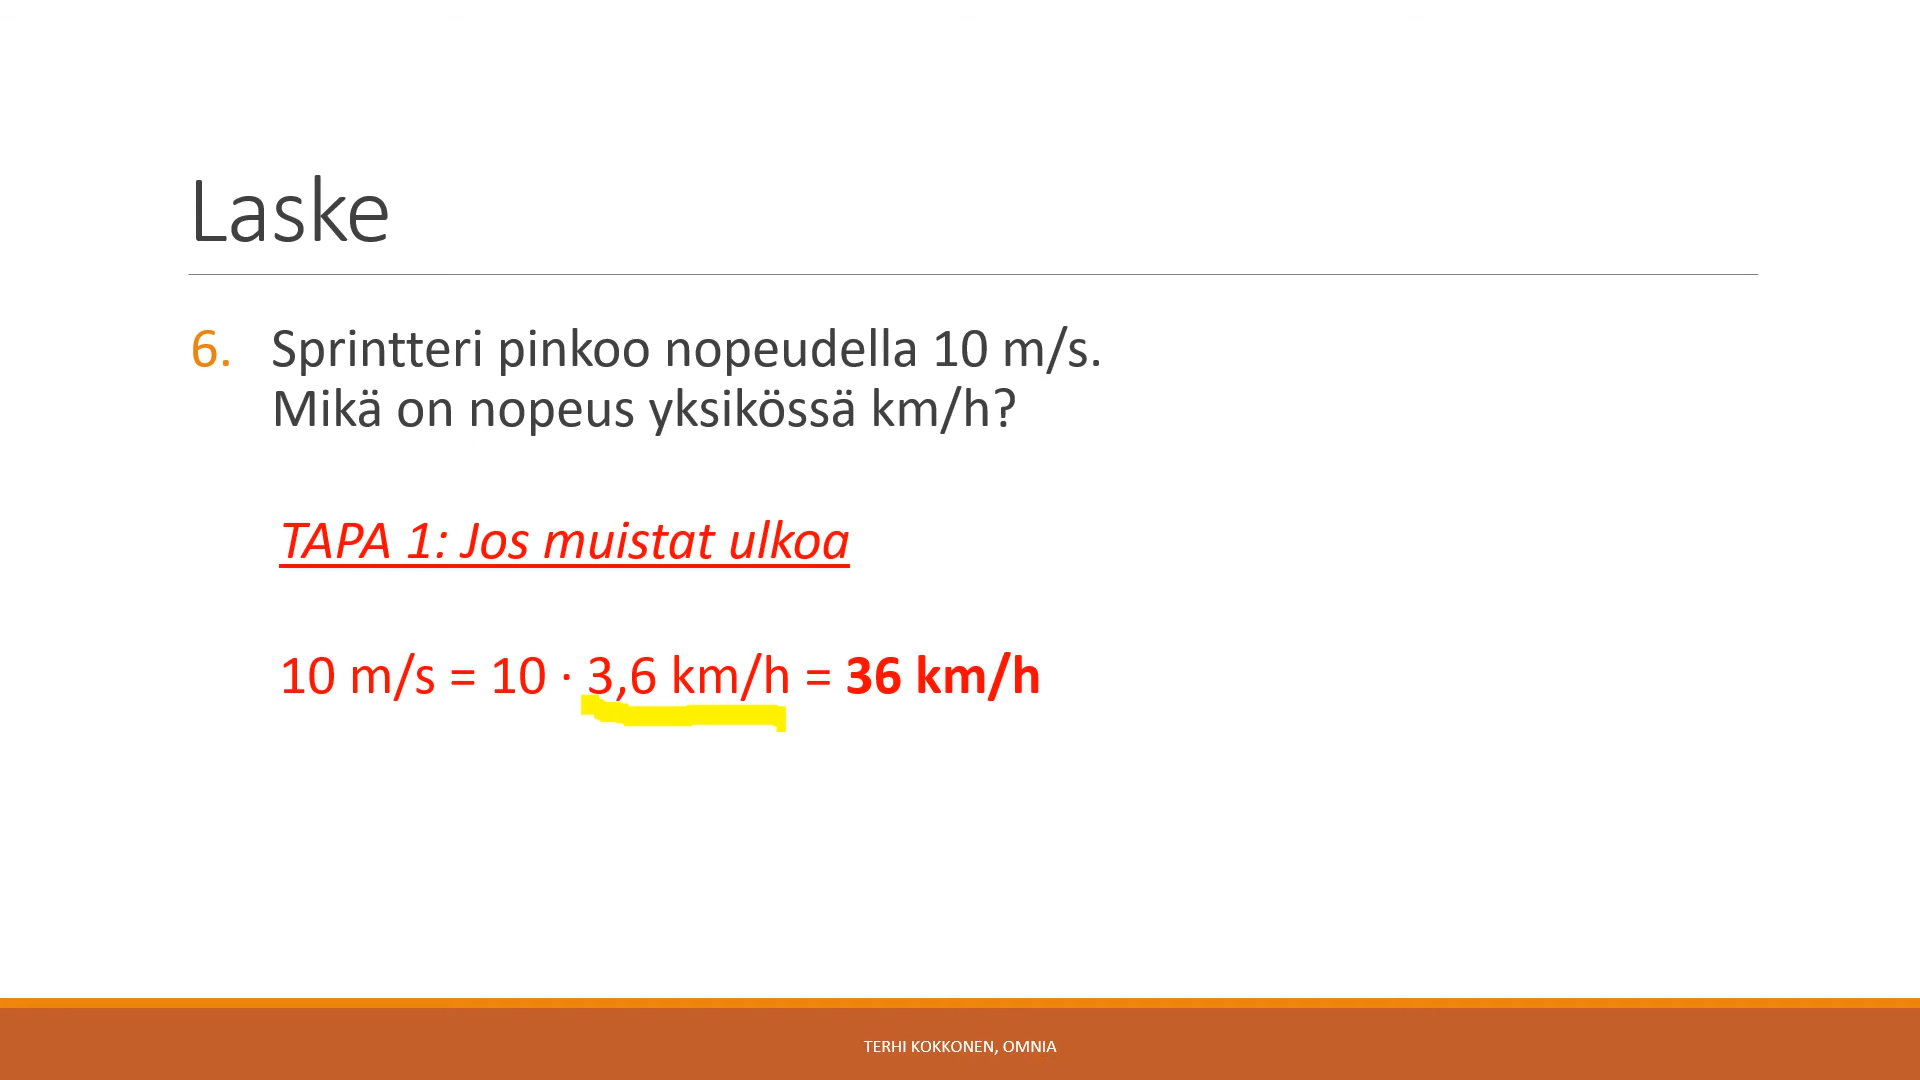 Laske
6. Sprintteri pinkoo nopeudella 10 m/s.
Mikä on nopeus yksikössä km/h?
TAPA 1: Jos muistat ulkoa
10 m/s = 10 · 3,6 km/h = 36 km/h
TERHI KOKKONEN, OMNIA